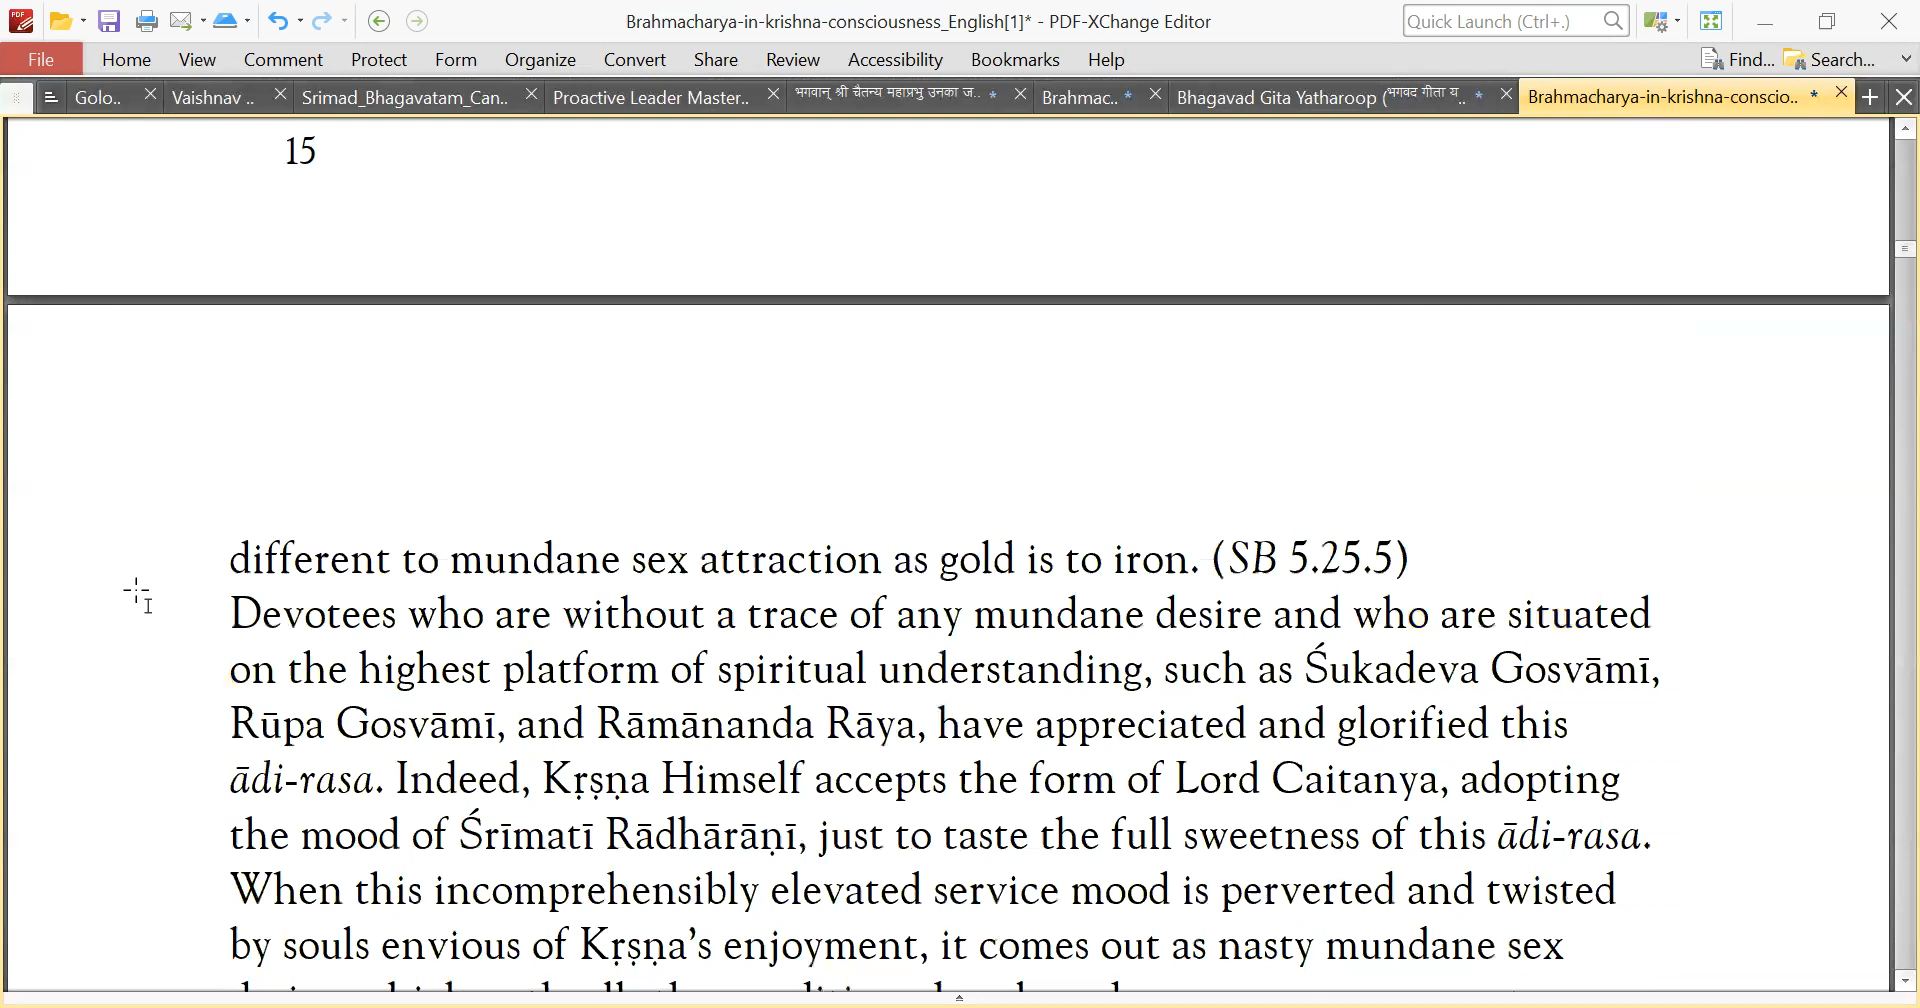 Brahmacharya-in-krishna-consciousness_English[1]* - PDF-XChange Editor
Quick Launch (Ctrl+.)
File Home View Comment Protect Form Organize Convert Share Review Accessibility Bookmarks Help Find... Search...
Golo.. Vaishnav .. Srimad_Bhagavatam_Can.. Proactive Leader Master.. भगवान् श्री चैतन्य महाप्रभु उनका ज.. * Brahmac.. * Bhagavad Gita Yatharoop (भगवद गीता य.. * Brahmacharya-in-krishna-conscio.. *
15
different to mundane sex attraction as gold is to iron. (SB 5.25.5)
Devotees who are without a trace of any mundane desire and who are situated
on the highest platform of spiritual understanding, such as Śukadeva Gosvāmī,
Rūpa Gosvāmī, and Rāmānanda Rāya, have appreciated and glorified this
ādi-rasa. Indeed, Kṛṣṇa Himself accepts the form of Lord Caitanya, adopting
the mood of Śrīmatī Rādhārāṇī, just to taste the full sweetness of this ādi-rasa.
When this incomprehensibly elevated service mood is perverted and twisted
by souls envious of Kṛṣṇa's enjoyment, it comes out as nasty mundane sex